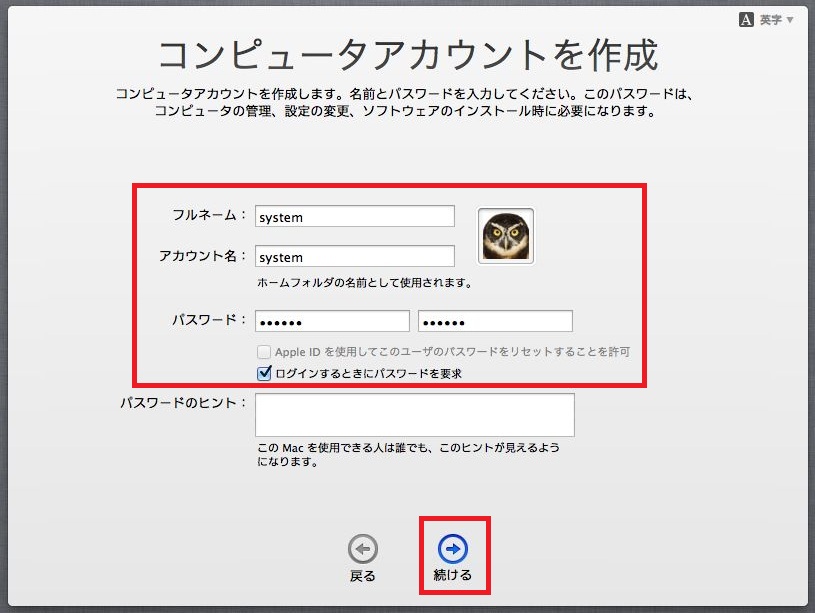 A 英字
コンピュータアカウントを作成
コンピュータアカウントを作成します。名前とパスワードを入力してください。このパスワードは、
コンピュータの管理、設定の変更、ソフトウェアのインストール時に必要になります。
フルネーム： system
アカウント名： system
ホームフォルダの名前として使用されます。
パスワード： •••••• ••••••
Apple ID を使用してこのユーザのパスワードをリセットすることを許可
ログインするときにパスワードを要求
パスワードのヒント：
この Mac を使用できる人は誰でも、このヒントが見えるよう
になります。
戻る 続ける